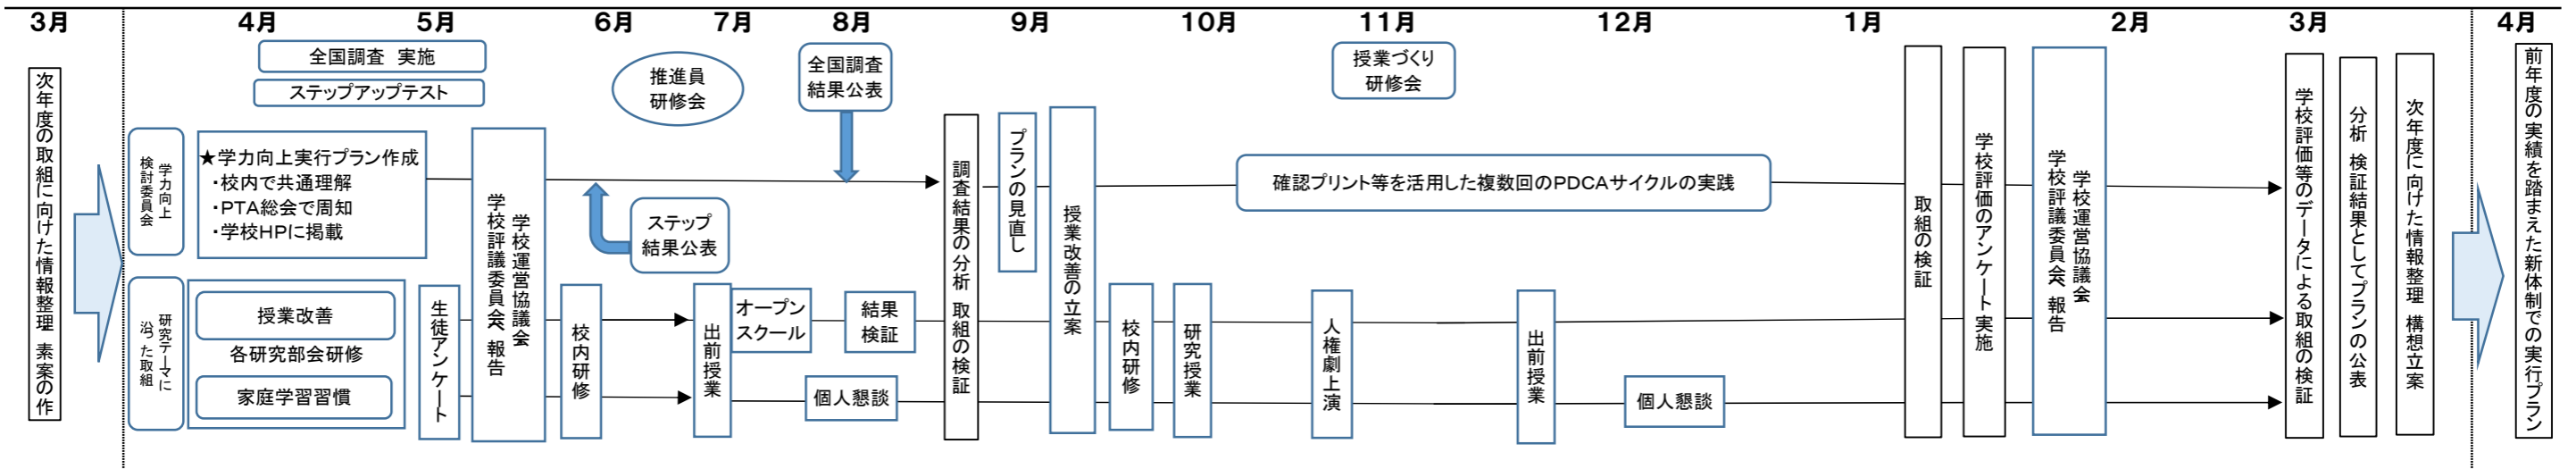 3月
4月
5月
6月
7月
8月
9月
10月
11月
12月
1月
2月
3月
4月
次年度の取組に向けた情報整理 素案の作
全国調査 実施
ステップアップテスト
学力向上
検討委員会
★学力向上実行プラン作成
・校内で共通理解
・PTA総会で周知
・学校HPに掲載
研究テーマに
沿った取組
授業改善
各研究部会研修
家庭学習習慣
生徒アンケート
学校運営協議会
学校評議委員会、報告
推進員
研修会
ステップ
結果公表
校内研修
出前授業
オープン
スクール
全国調査
結果公表
結果
検証
個人懇談
調査結果の分析 取組の検証
プランの見直し
授業改善の立案
校内研修
研究授業
授業づくり
研修会
確認プリント等を活用した複数回のPDCAサイクルの実践
人権劇上演
出前授業
個人懇談
取組の検証
学校評価のアンケート実施
学校運営協議会
学校評議委員会、報告
学校評価等のデータによる取組の検証
分析 検証結果としてプランの公表
次年度に向けた情報整理 構想立案
前年度の実績を踏まえた新体制での実行プラン